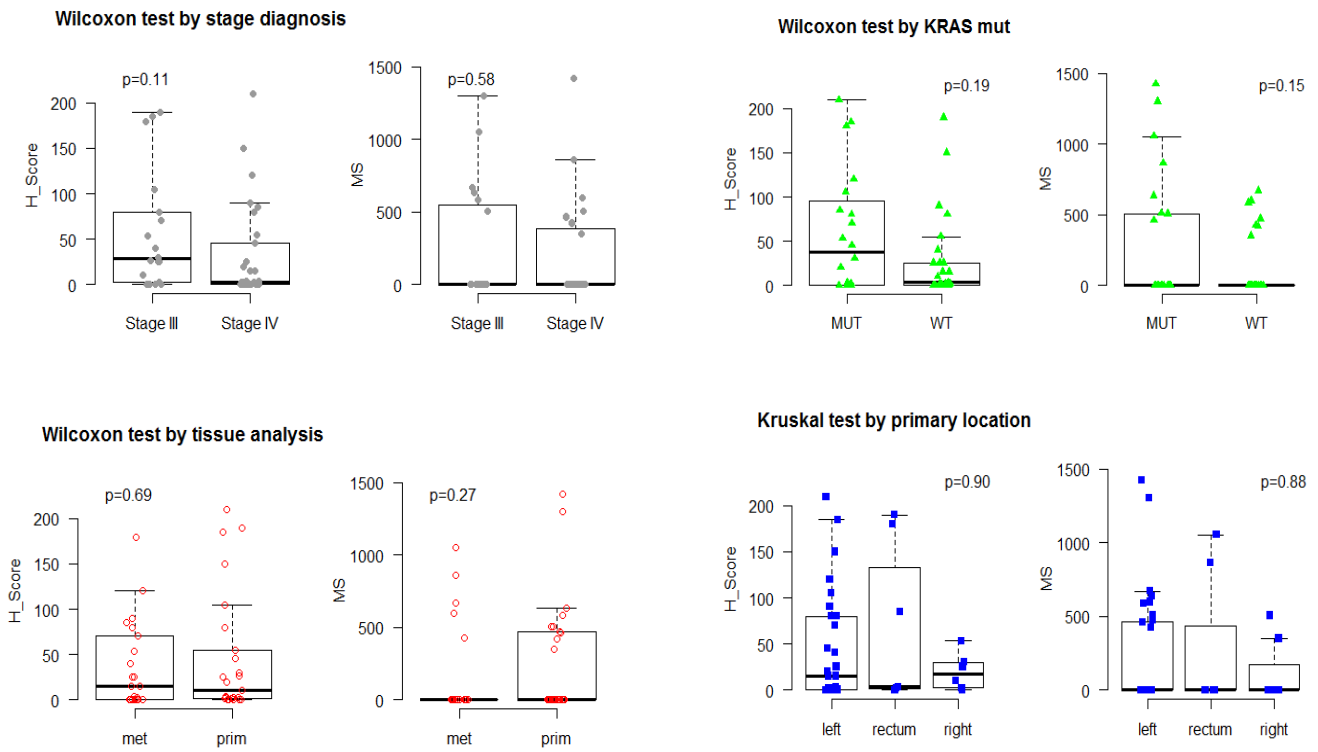 Wilcoxon test by stage diagnosis
p=0.11
H_Score
200
150
100
50
0
Stage III
Stage IV
p=0.58
MS
1500
1000
500
0
Stage III
Stage IV
Wilcoxon test by KRAS mut
p=0.19
H_Score
200
150
100
50
0
MUT
WT
p=0.15
MS
1500
1000
500
0
MUT
WT
Wilcoxon test by tissue analysis
p=0.69
H_Score
200
150
100
50
0
met
prim
p=0.27
MS
1500
1000
500
0
met
prim
Kruskal test by primary location
p=0.90
H_Score
200
150
100
50
0
left
rectum
right
p=0.88
MS
1500
1000
500
0
left
rectum
right